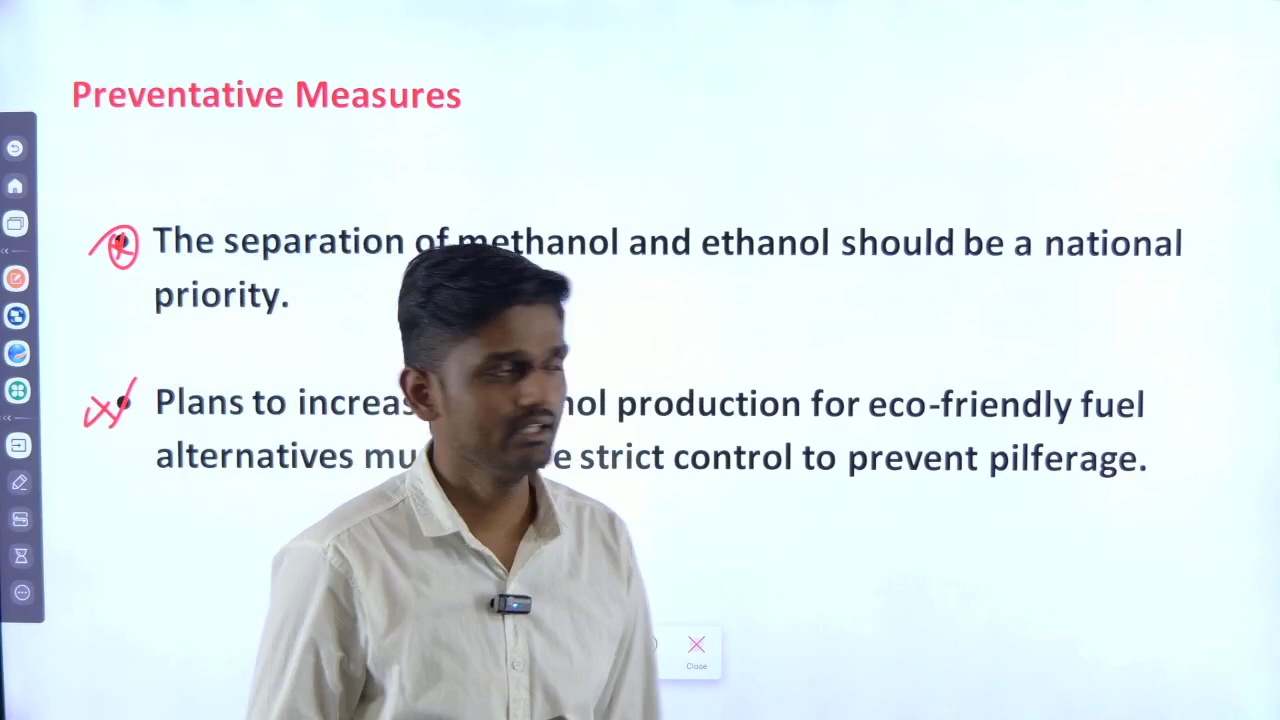 Preventative Measures
The separation of methanol and ethanol should be a national
priority.
Plans to increas nol production for eco-friendly fuel
alternatives mu e strict control to prevent pilferage.
Close